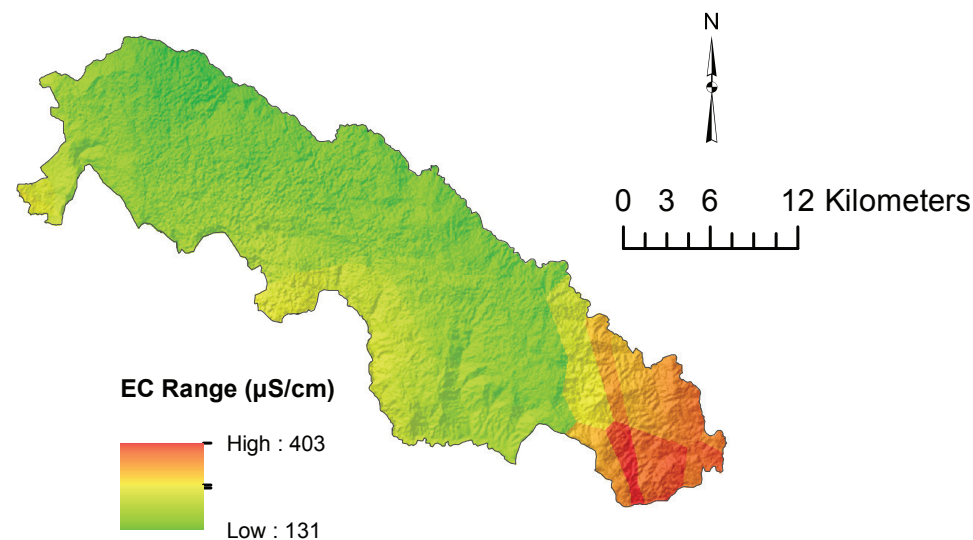 N
0 3 6 12 Kilometers
EC Range (µS/cm)
High : 403
Low : 131